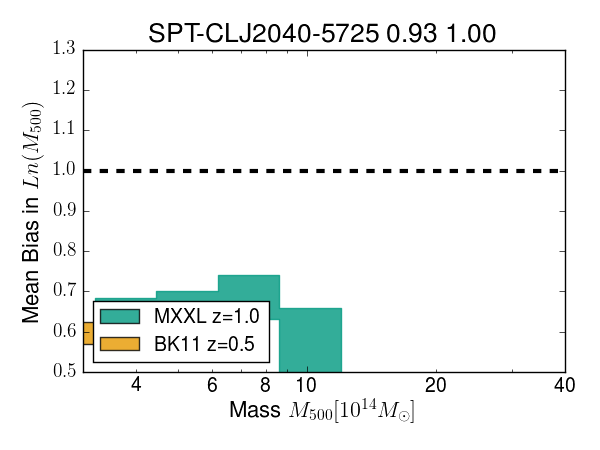 SPT-CLJ2040-5725 0.93 1.00
1.3
1.2
1.1
1.0
0.9
0.8
0.7
0.6
0.5
Mean Bias in Ln(M₅₀₀)
MXXL z=1.0
BK11 z=0.5
4 6 8 10 20 40
Mass M₅₀₀[10¹⁴M☉]